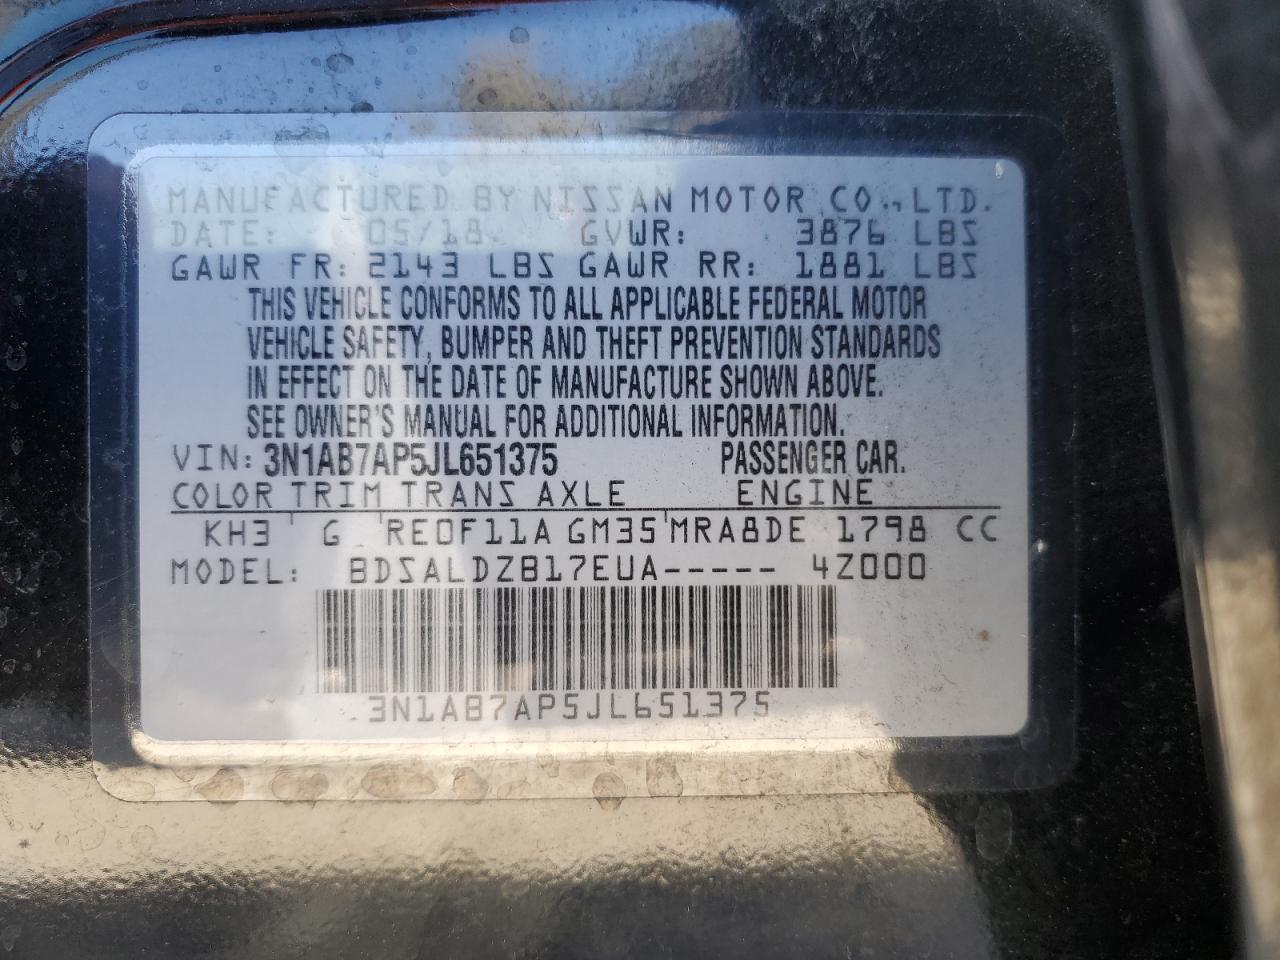 MANUFACTURED BY NISSAN MOTOR CO., LTD.
DATE: 05/18 GVWR: 3876 LBS
GAWR FR: 2143 LBS GAWR RR: 1881 LBS
THIS VEHICLE CONFORMS TO ALL APPLICABLE FEDERAL MOTOR
VEHICLE SAFETY, BUMPER AND THEFT PREVENTION STANDARDS
IN EFFECT ON THE DATE OF MANUFACTURE SHOWN ABOVE.
SEE OWNER'S MANUAL FOR ADDITIONAL INFORMATION.
VIN: 3N1AB7AP5JL651375 PASSENGER CAR.
COLOR TRIM TRANS AXLE ENGINE
KH3 G RE0F11A GM35 MRA8DE 1798 CC
MODEL: BDSALDZB17EUA----- 4Z000
3N1AB7AP5JL651375